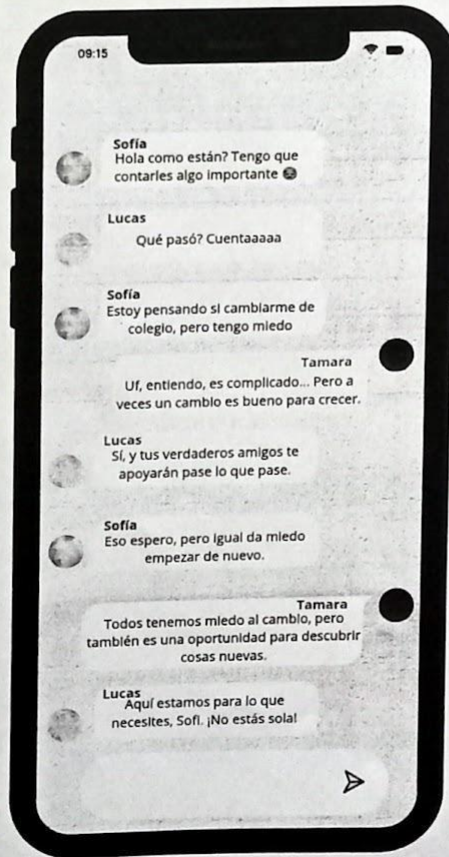 09:15
Sofía
Hola como están? Tengo que
contarles algo importante
Lucas
Qué pasó? Cuentaaaaa
Sofía
Estoy pensando si cambiarme de
colegio, pero tengo miedo
Tamara
Uf, entiendo, es complicado... Pero a
veces un cambio es bueno para crecer.
Lucas
Sí, y tus verdaderos amigos te
apoyarán pase lo que pase.
Sofía
Eso espero, pero igual da miedo
empezar de nuevo.
Tamara
Todos tenemos miedo al cambio, pero
también es una oportunidad para descubrir
cosas nuevas.
Lucas
Aquí estamos para lo que
necesites, Sofi. ¡No estás sola!